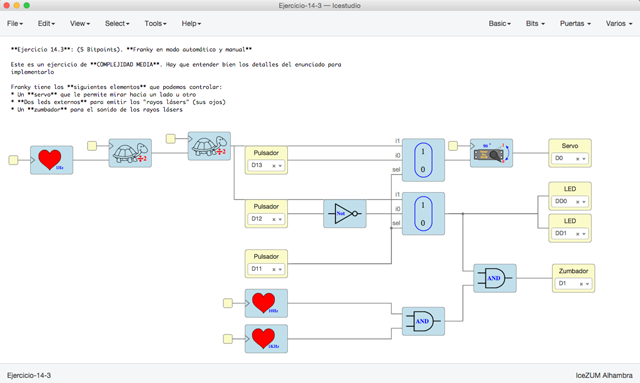 Ejercicio-14-3 — Icestudio
File Edit View Select Tools Help Basic Bits Puertas Varios
**Ejercicio 14.3**: (5 Bitpoints). **Franky en modo automático y manual**
Este es un ejercicio de **COMPLEJIDAD MEDIA**. Hay que entender bien los detalles del enunciado para
implementarlo
Franky tiene los **siguientes elementos** que podemos controlar:
* Un **servo** que le permite mirar hacia un lado u otro
* **Dos leds externos** para emitir los "rayos lásers" (sus ojos)
* Un **zumbador** para el sonido de los rayos lásers
1Hz
÷2
÷2
Pulsador
D13
i1
i0
sel
1
0
90°
Servo
D0
Pulsador
D12
Not
i1
i0
sel
1
0
LED
DD0
LED
DD1
Pulsador
D11
AND
Zumbador
D1
10Hz
AND
1KHz
Ejercicio-14-3 IceZUM Alhambra